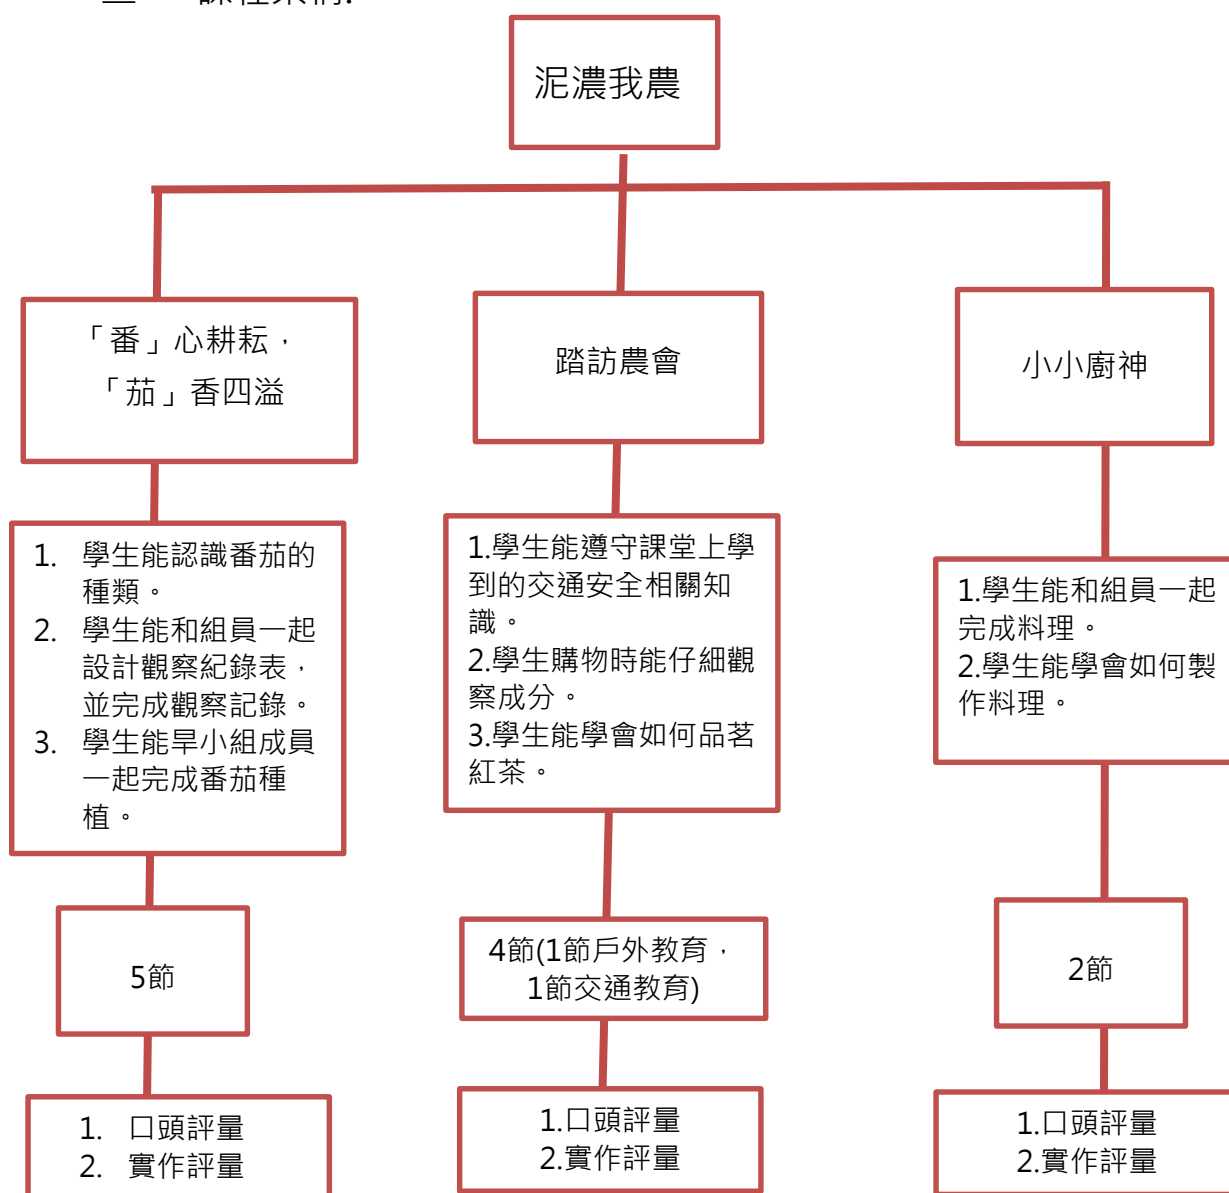 泥濃我農
「番」心耕耘，
「茄」香四溢
踏訪農會
小小廚神
1. 學生能認識番茄的
種類。
2. 學生能和組員一起
設計觀察紀錄表，
並完成觀察記錄。
3. 學生能旱小組成員
一起完成番茄種
植。
1.學生能遵守課堂上學
到的交通安全相關知
識。
2.學生購物時能仔細觀
察成分。
3.學生能學會如何品茗
紅茶。
1.學生能和組員一起
完成料理。
2.學生能學會如何製
作料理。
5節
4節(1節戶外教育，
1節交通教育)
2節
1. 口頭評量
2. 實作評量
1.口頭評量
2.實作評量
1.口頭評量
2.實作評量